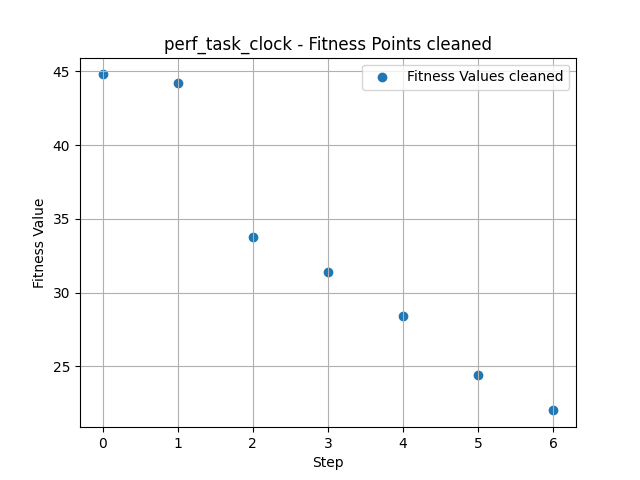 perf_task_clock - Fitness Points cleaned
Fitness Values cleaned
45
40
35
30
25
Fitness Value
0 1 2 3 4 5 6
Step